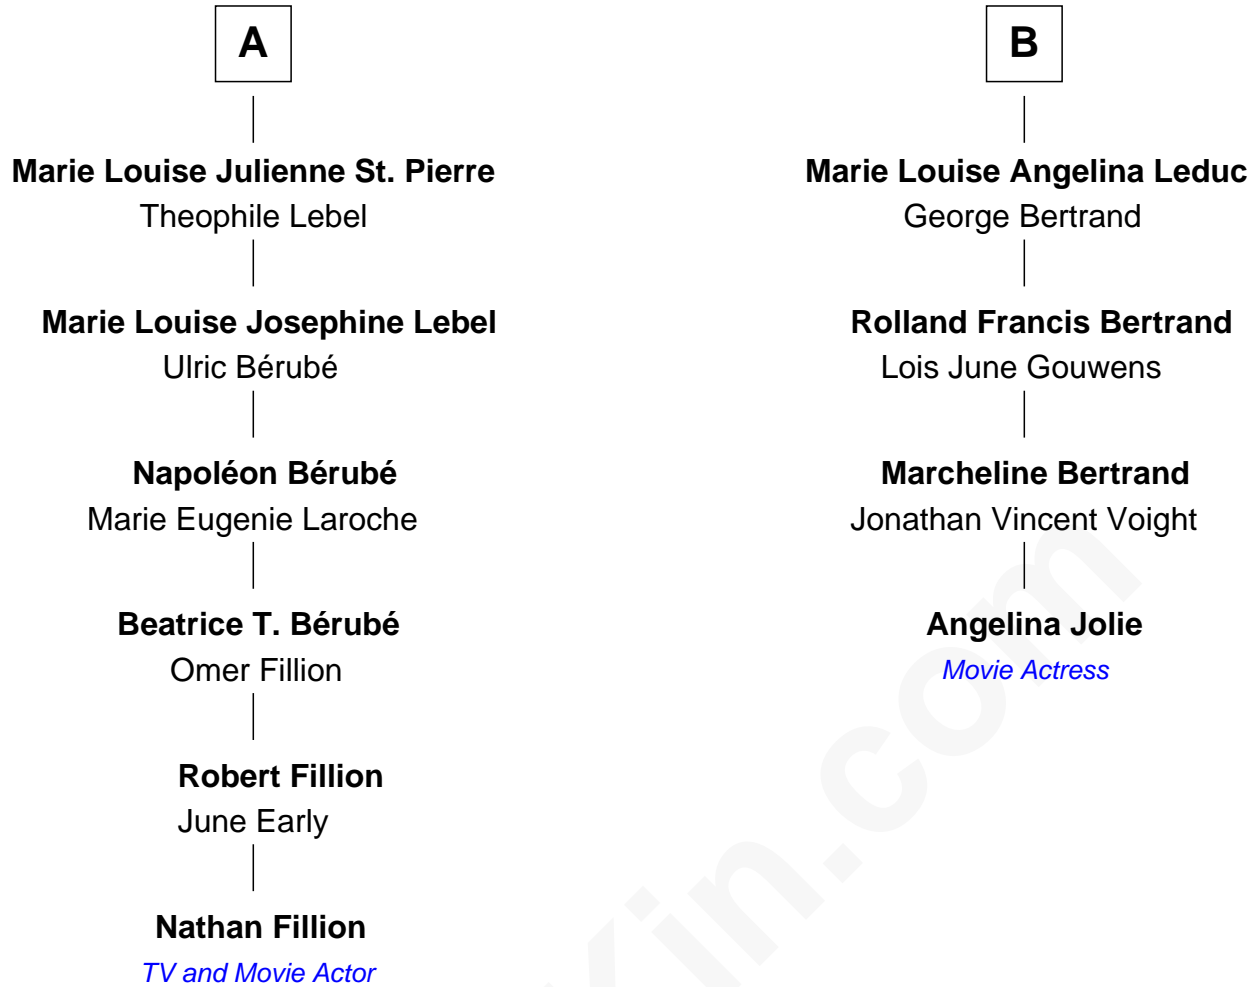 A
Marie Louise Julienne St. Pierre
Theophile Lebel
Marie Louise Josephine Lebel
Ulric Bérubé
Napoléon Bérubé
Marie Eugenie Laroche
Beatrice T. Bérubé
Omer Fillion
Robert Fillion
June Early
Nathan Fillion
TV and Movie Actor
B
Marie Louise Angelina Leduc
George Bertrand
Rolland Francis Bertrand
Lois June Gouwens
Marcheline Bertrand
Jonathan Vincent Voight
Angelina Jolie
Movie Actress
Kin.com